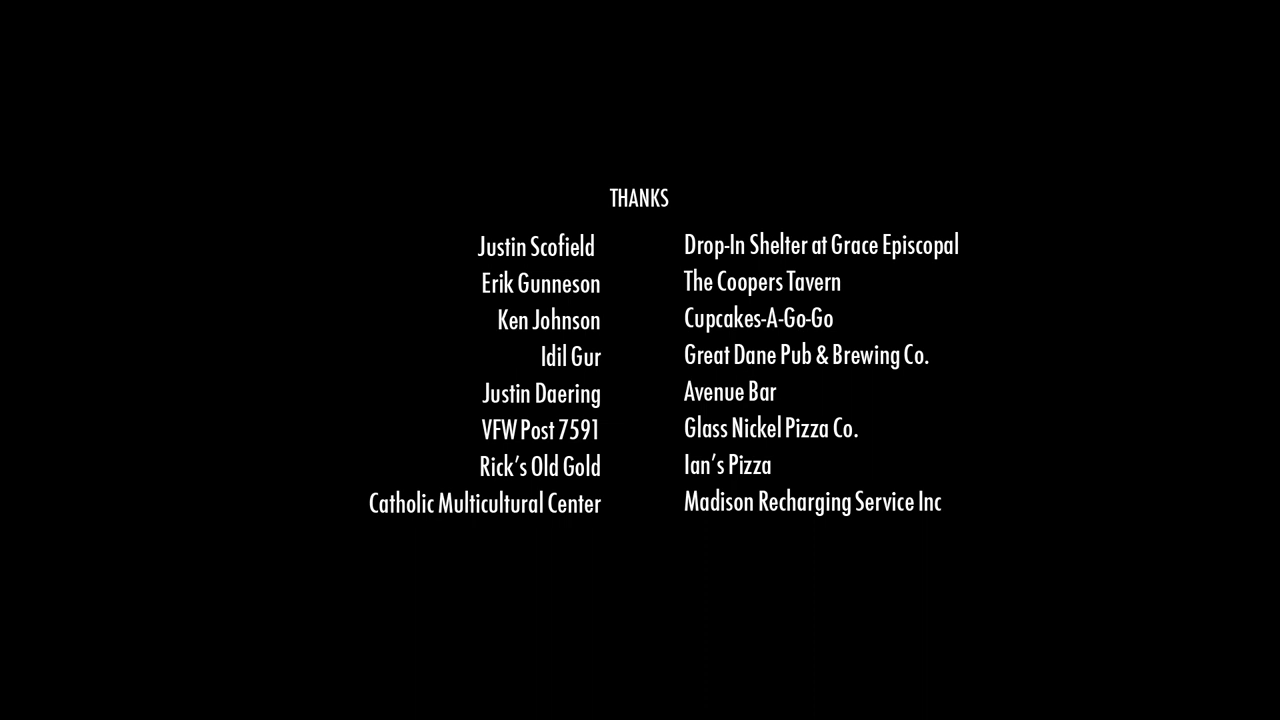 THANKS
Justin Scofield
Erik Gunneson
Ken Johnson
Idil Gur
Justin Daering
VFW Post 7591
Rick's Old Gold
Catholic Multicultural Center
Drop-In Shelter at Grace Episcopal
The Coopers Tavern
Cupcakes-A-Go-Go
Great Dane Pub & Brewing Co.
Avenue Bar
Glass Nickel Pizza Co.
Ian's Pizza
Madison Recharging Service Inc